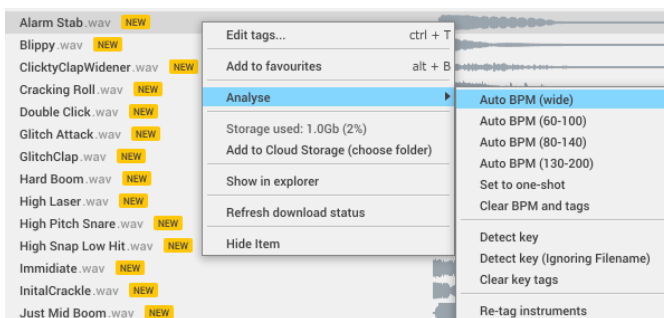 Alarm Stab.wav NEW
Blippy.wav NEW
ClicktyClapWidener.wav NEW
Cracking Roll.wav NEW
Double Click.wav NEW
Glitch Attack.wav NEW
GlitchClap.wav NEW
Hard Boom.wav NEW
High Laser.wav NEW
High Pitch Snare.wav NEW
High Snap Low Hit.wav NEW
Immidiate.wav NEW
InitalCrackle.wav NEW
Just Mid Boom.wav NEW
Edit tags... ctrl + T
Add to favourites alt + B
Analyse
Storage used: 1.0Gb (2%)
Add to Cloud Storage (choose folder)
Show in explorer
Refresh download status
Hide Item
Auto BPM (wide)
Auto BPM (60-100)
Auto BPM (80-140)
Auto BPM (130-200)
Set to one-shot
Clear BPM and tags
Detect key
Detect key (Ignoring Filename)
Clear key tags
Re-tag instruments